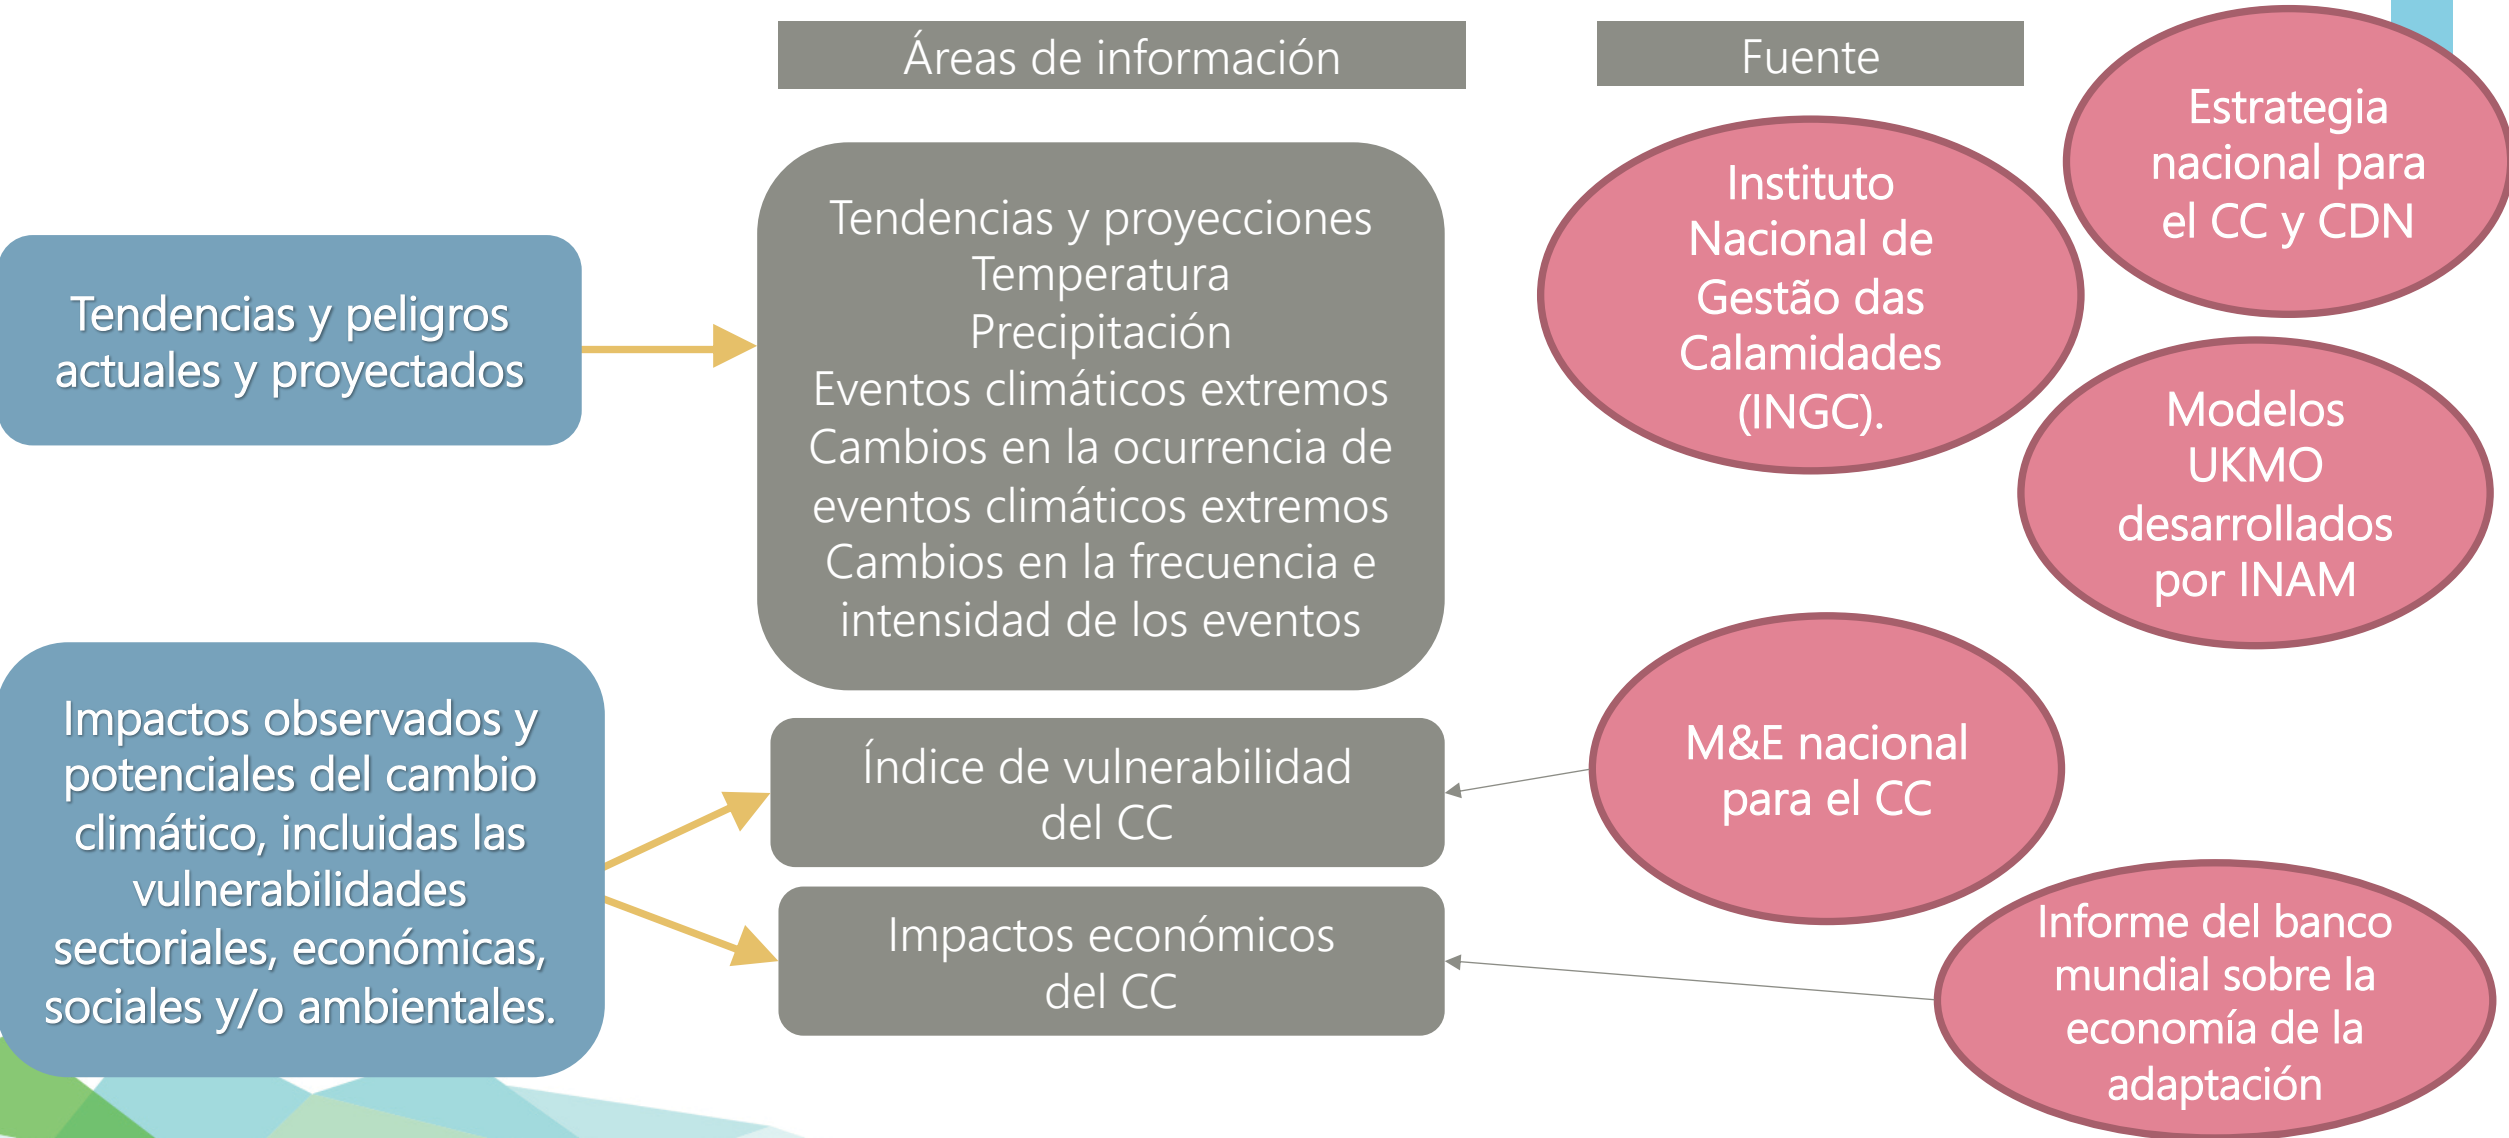 Áreas de información
Fuente
Tendencias y peligros
actuales y proyectados
Tendencias y proyecciones
Temperatura
Precipitación
Eventos climáticos extremos
Cambios en la ocurrencia de
eventos climáticos extremos
Cambios en la frecuencia e
intensidad de los eventos
Instituto
Nacional de
Gestão das
Calamidades
(INGC).
Estrategia
nacional para
el CC y CDN
Modelos
UKMO
desarrollados
por INAM
Impactos observados y
potenciales del cambio
climático, incluidas las
vulnerabilidades
sectoriales, económicas,
sociales y/o ambientales.
Índice de vulnerabilidad
del CC
Impactos económicos
del CC
M&E nacional
para el CC
Informe del banco
mundial sobre la
economía de la
adaptación